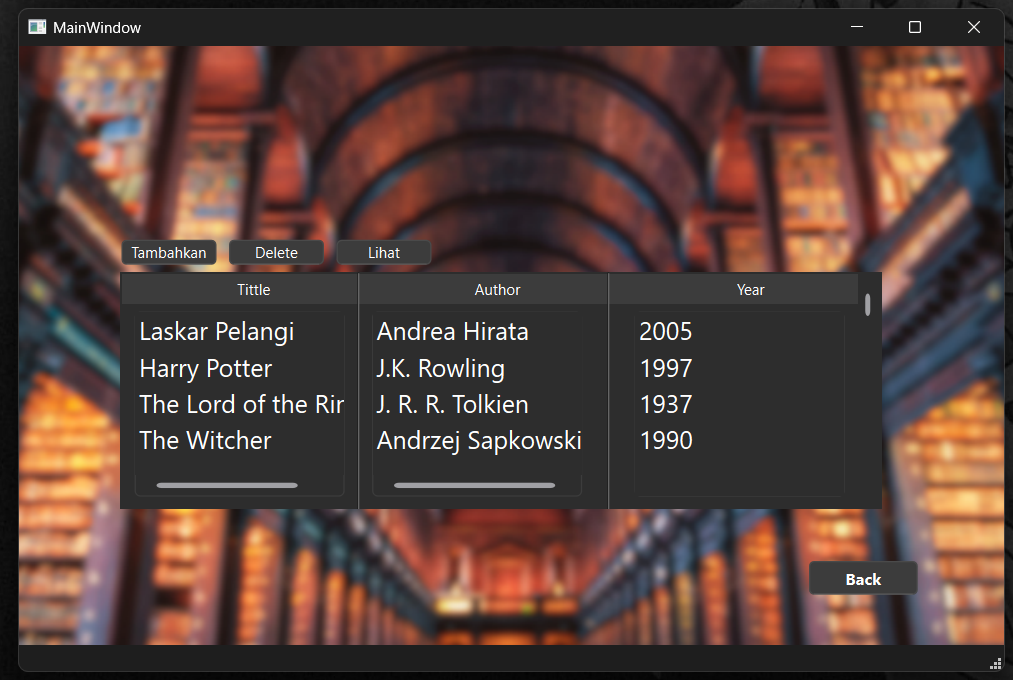 MainWindow
Tambahkan Delete Lihat
Tittle Author Year
Laskar Pelangi Andrea Hirata 2005
Harry Potter J.K. Rowling 1997
The Lord of the Rin J. R. R. Tolkien 1937
The Witcher Andrzej Sapkowski 1990
Back